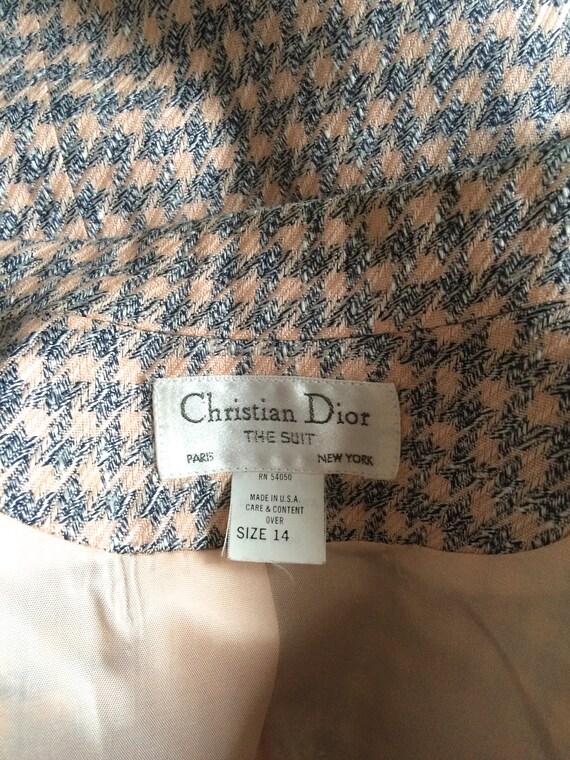 Christian Dior
THE SUIT
PARIS NEW YORK
RN 54050
MADE IN U.S.A.
CARE & CONTENT
OVER
SIZE 14